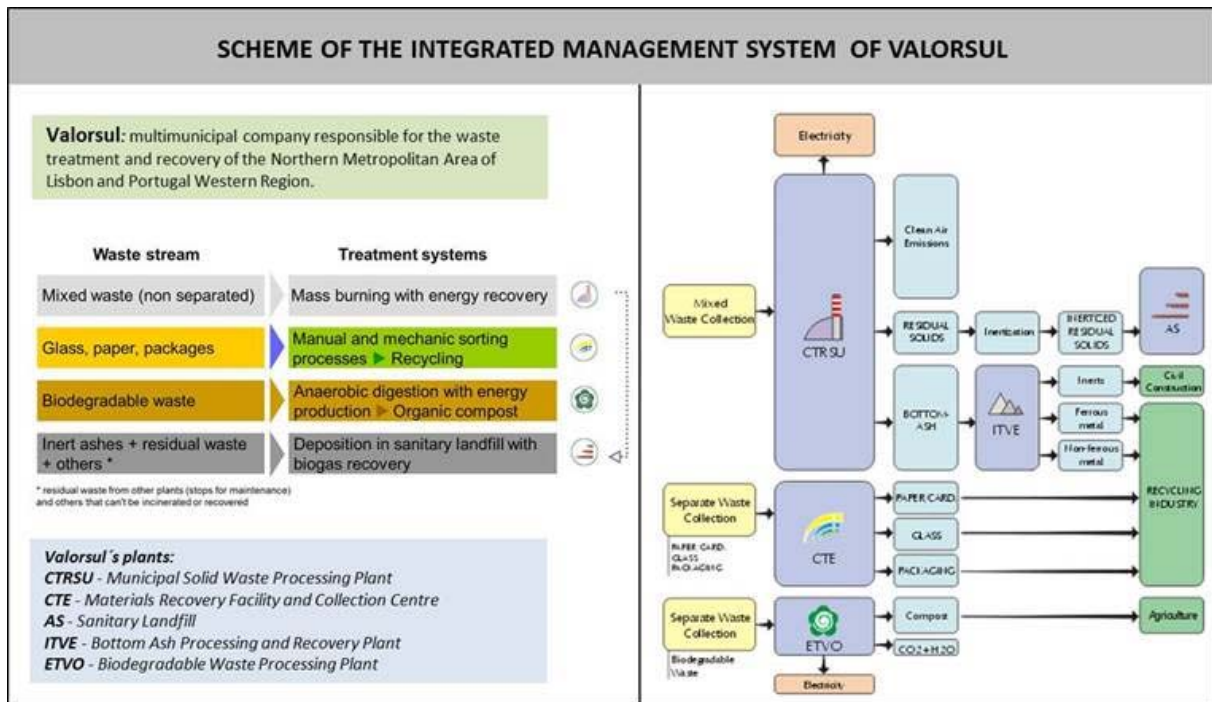 SCHEME OF THE INTEGRATED MANAGEMENT SYSTEM OF VALORSUL
Valorsul: multimunicipal company responsible for the waste
treatment and recovery of the Northern Metropolitan Area of
Lisbon and Portugal Western Region.
Waste stream
Treatment systems
Mixed waste (non separated)
Mass burning with energy recovery
Glass, paper, packages
Manual and mechanic sorting
processes ▶ Recycling
Biodegradable waste
Anaerobic digestion with energy
production ▶ Organic compost
Inert ashes + residual waste
+ others *
Deposition in sanitary landfill with
biogas recovery
* residual waste from other plants (stops for maintenance)
and others that can't be incinerated or recovered
Valorsul´s plants:
CTRSU - Municipal Solid Waste Processing Plant
CTE - Materials Recovery Facility and Collection Centre
AS - Sanitary Landfill
ITVE - Bottom Ash Processing and Recovery Plant
ETVO - Biodegradable Waste Processing Plant
Electricity
Clean Air
Emissions
Mixed
Waste Collection
CTRSU
RESIDUAL
SOLIDS
Inertization
INERTCED
RESIDUAL
SOLIDS
AS
BOTTOM-
ASH
ITVE
Inerts
Civil
Construction
Ferrous
metal
Non-ferrous
metal
RECYCLING
INDUSTRY
Separate Waste
Collection
PAPER CARD.
GLASS
PACKAGING
CTE
PAPER CARD.
GLASS
PACKAGING
Separate Waste
Collection
Biodegradable
Waste
ETVO
Compost
Agriculture
CO2+H2O
Electricity